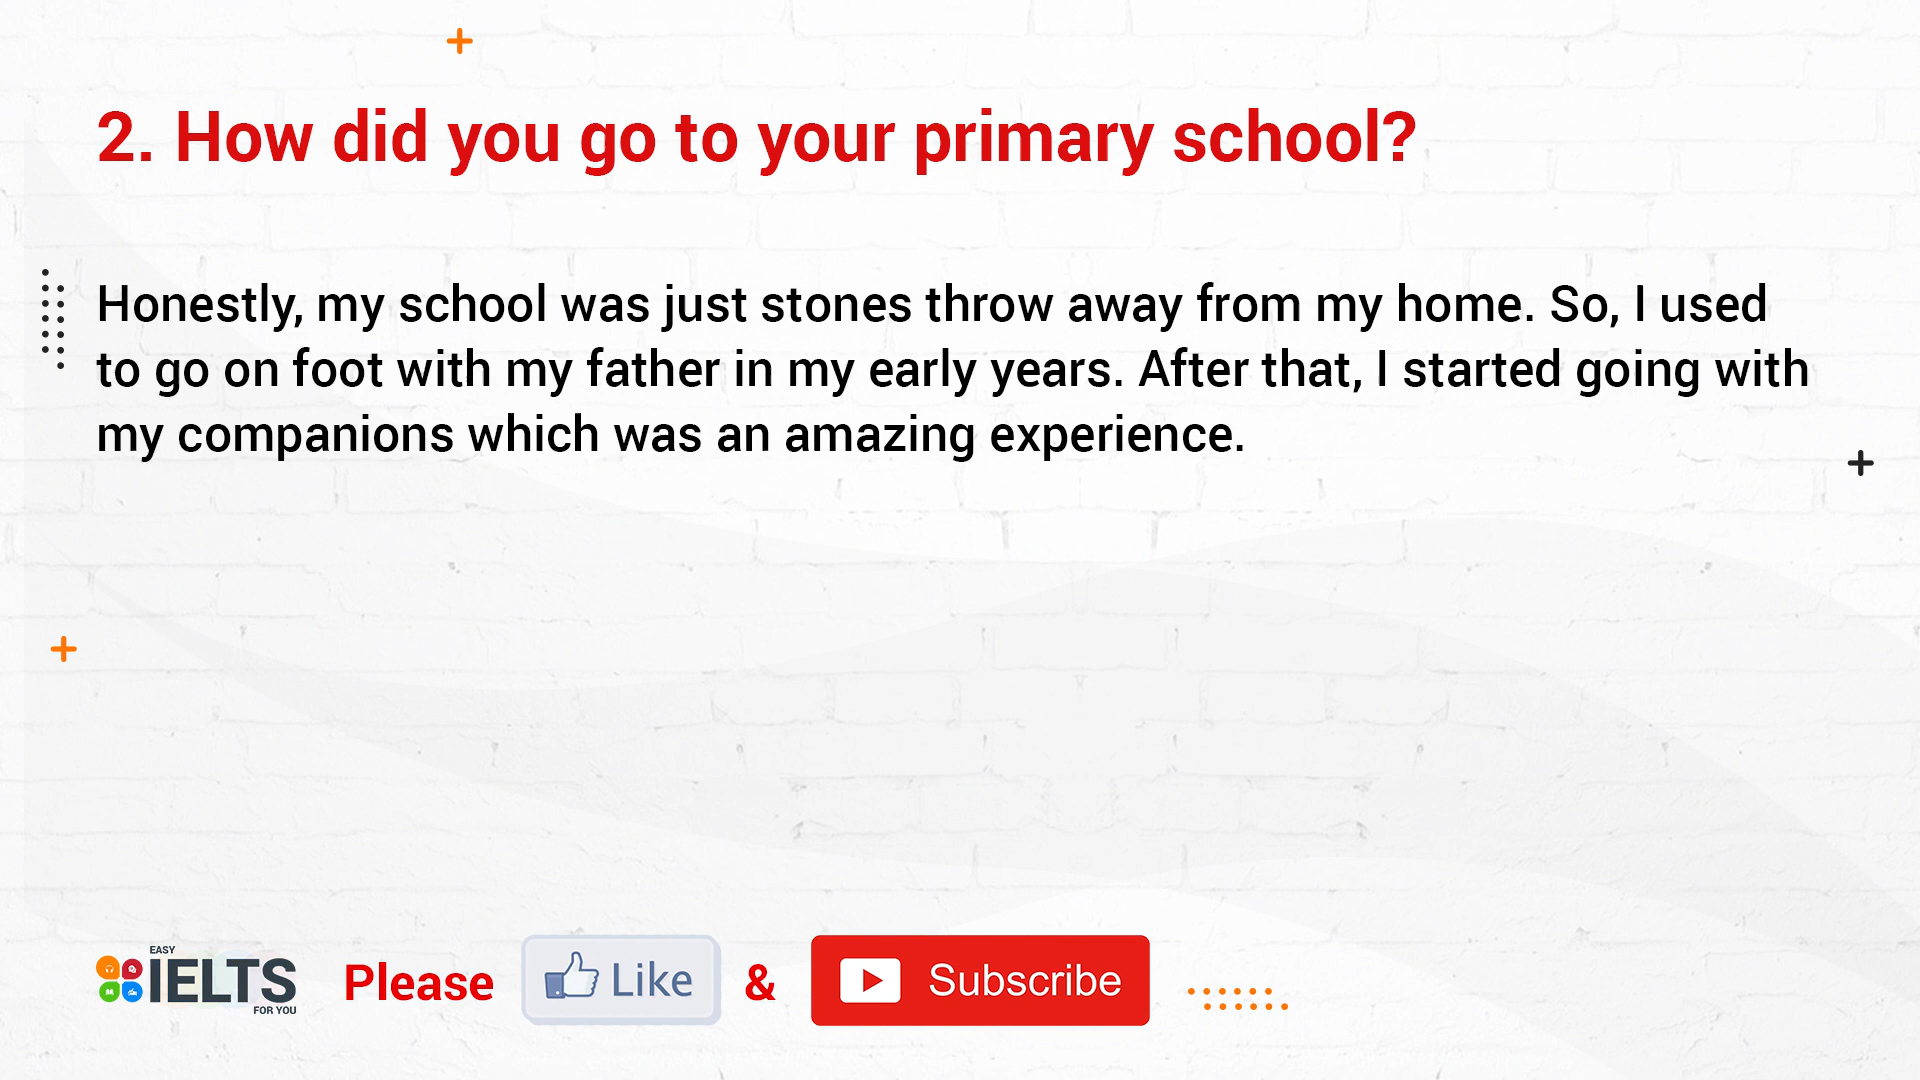 2. How did you go to your primary school?
Honestly, my school was just stones throw away from my home. So, I used
to go on foot with my father in my early years. After that, I started going with
my companions which was an amazing experience.
EASY
IELTS
FOR YOU
Please
Like
&
Subscribe